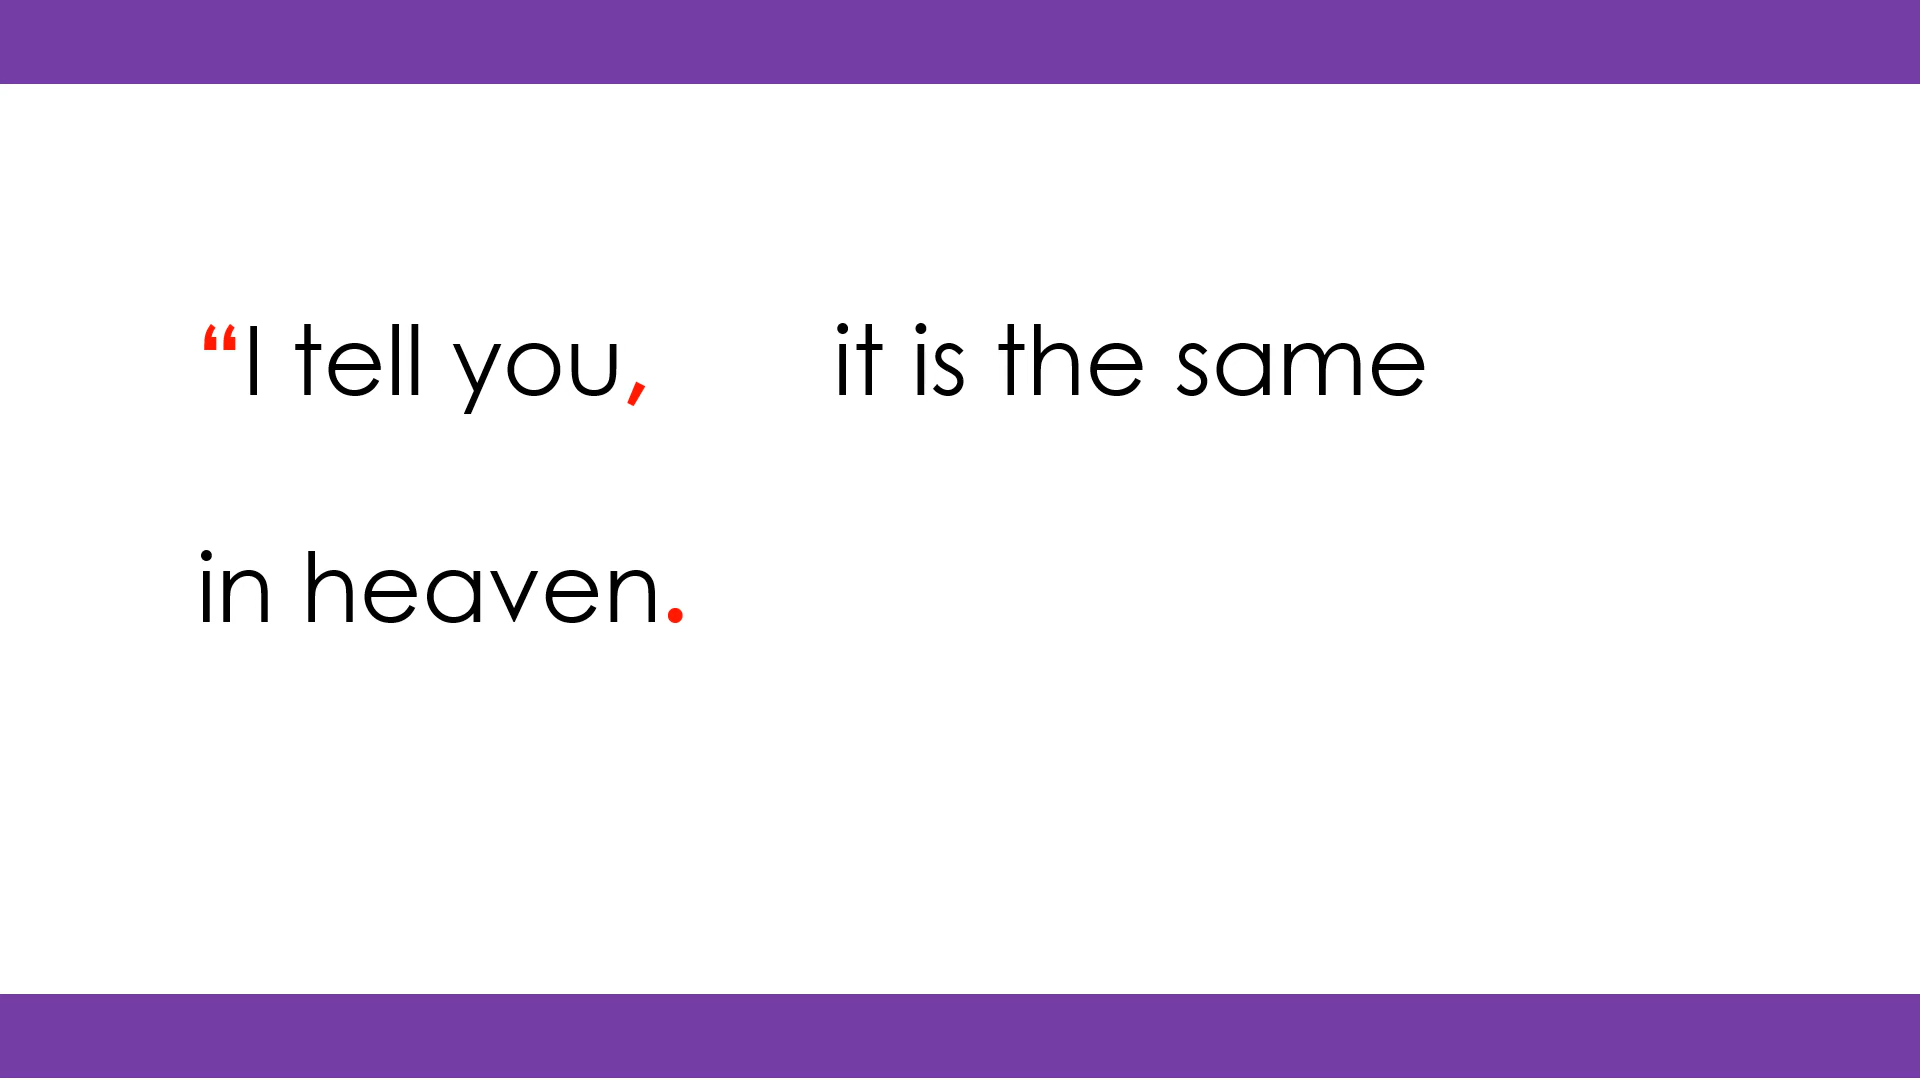 “I tell you, it is the same
in heaven.